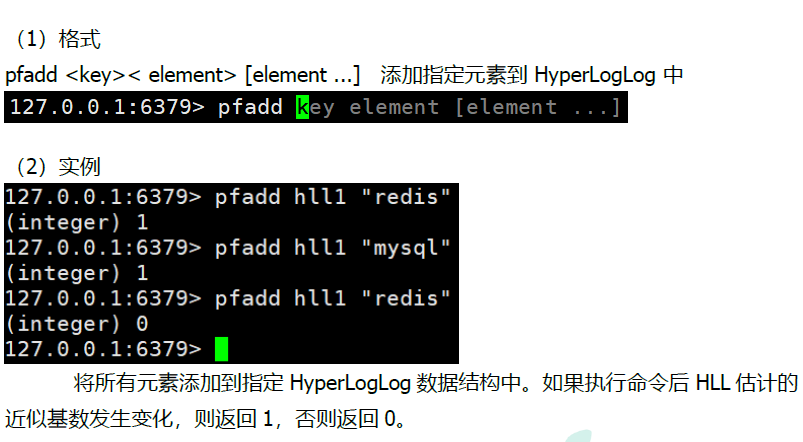 （1）格式
pfadd <key>< element> [element ...]   添加指定元素到 HyperLogLog 中
127.0.0.1:6379> pfadd key element [element ...]
（2）实例
127.0.0.1:6379> pfadd hll1 "redis"
(integer) 1
127.0.0.1:6379> pfadd hll1 "mysql"
(integer) 1
127.0.0.1:6379> pfadd hll1 "redis"
(integer) 0
127.0.0.1:6379>
将所有元素添加到指定 HyperLogLog 数据结构中。如果执行命令后 HLL 估计的
近似基数发生变化，则返回 1，否则返回 0。